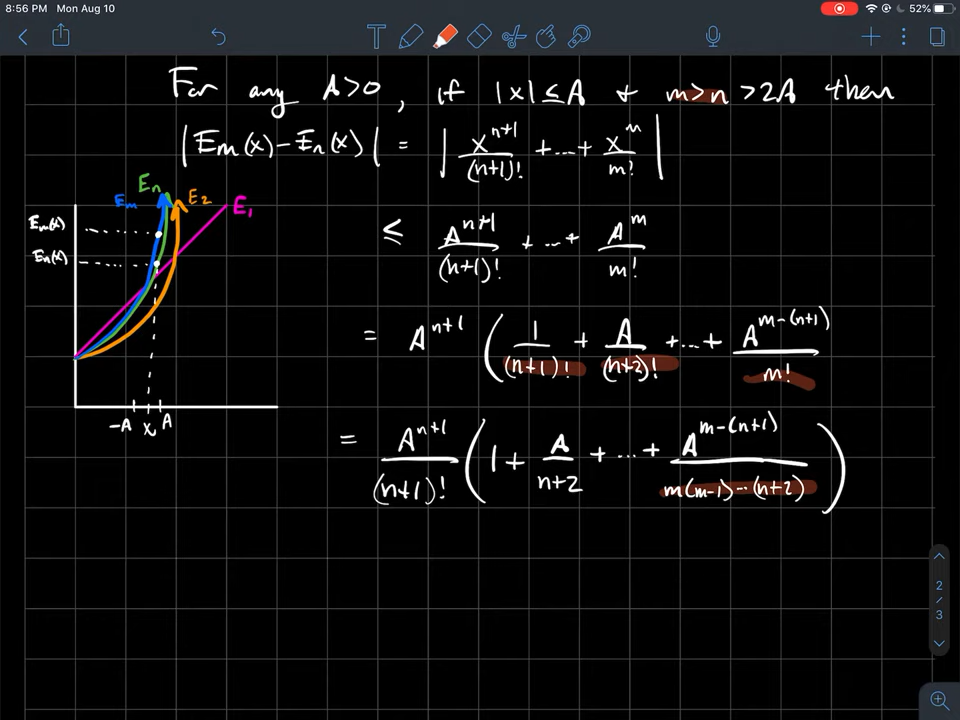 8:56 PM Mon Aug 10 52%
For any A>0, if |x| ≤ A + m>n >2A then
|Em(x)-En(x)| = | x^(n+1)/(n+1)! + ... + x^m/m! |
En
Em
E2
E1
Em(x)
En(x)
-A x A
≤ A^(n+1)/(n+1)! + ... + A^m/m!
= A^(n+1) ( 1/(n+1)! + A/(n+2)! + ... + A^(m-(n+1))/m! )
= A^(n+1)/(n+1)! ( 1 + A/(n+2) + ... + A^(m-(n+1))/(m(m-1)...(n+2)) )
2
/
3